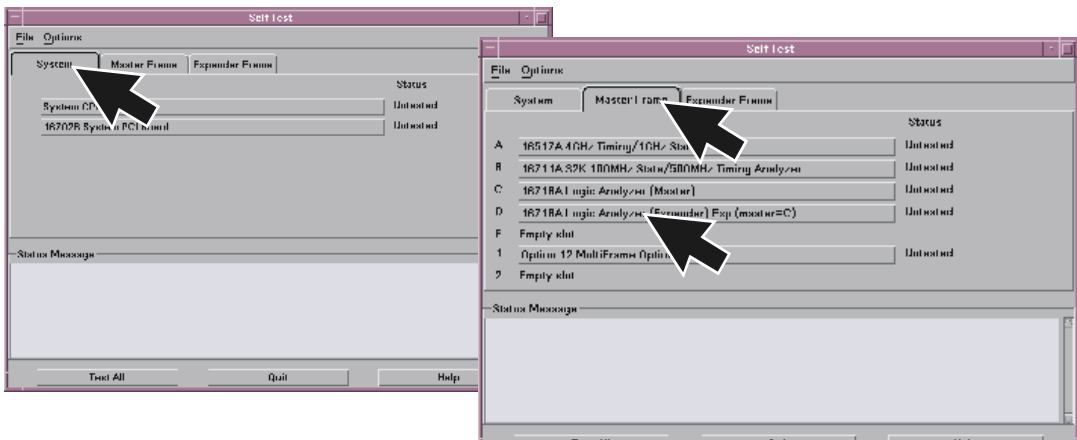 Self Test
File Options
System Master Frame Expander Frame
Status
System CP
Untested
16702B System PCI board
Untested
Status Message
Test All Quit Help
Self Test
File Options
System Master Frame Expander Frame
Status
A 16517A 4GHz Timing/1GHz Sta
Untested
B 16711A 32K 100MHz State/500MHz Timing Analyzer
Untested
C 16718A Logic Analyzer (Master)
Untested
D 16718A Logic Analyzer (Expander) Exp (master=C)
Untested
E Empty slot
1 Option 12 MultiFrame Optio
Untested
2 Empty slot
Status Message